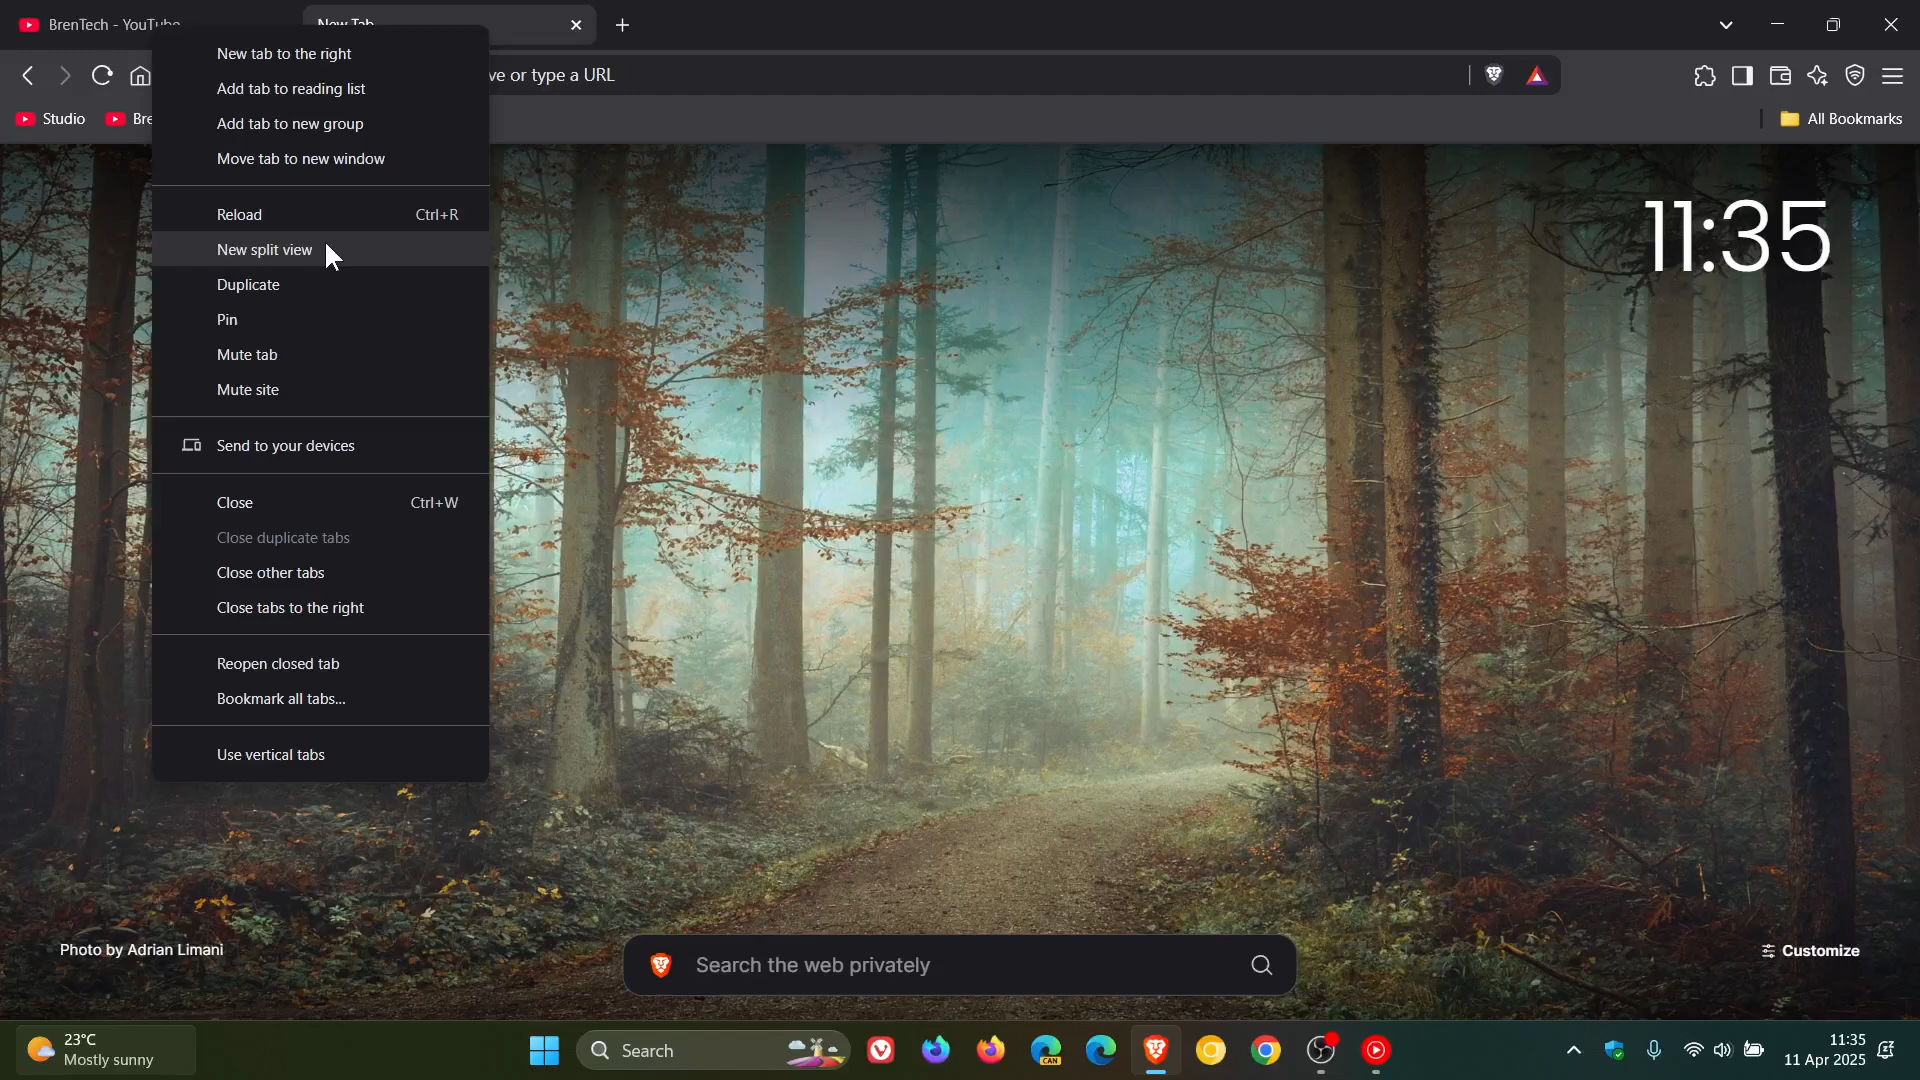 BrenTech - YouTube
New Tab
ve or type a URL
Studio
Bre
All Bookmarks
New tab to the right
Add tab to reading list
Add tab to new group
Move tab to new window
Reload Ctrl+R
New split view
Duplicate
Pin
Mute tab
Mute site
Send to your devices
Close Ctrl+W
Close duplicate tabs
Close other tabs
Close tabs to the right
Reopen closed tab
Bookmark all tabs...
Use vertical tabs
11:35
Photo by Adrian Limani
Search the web privately
Customize
23°C
Mostly sunny
Search
CAN
11:35
11 Apr 2025